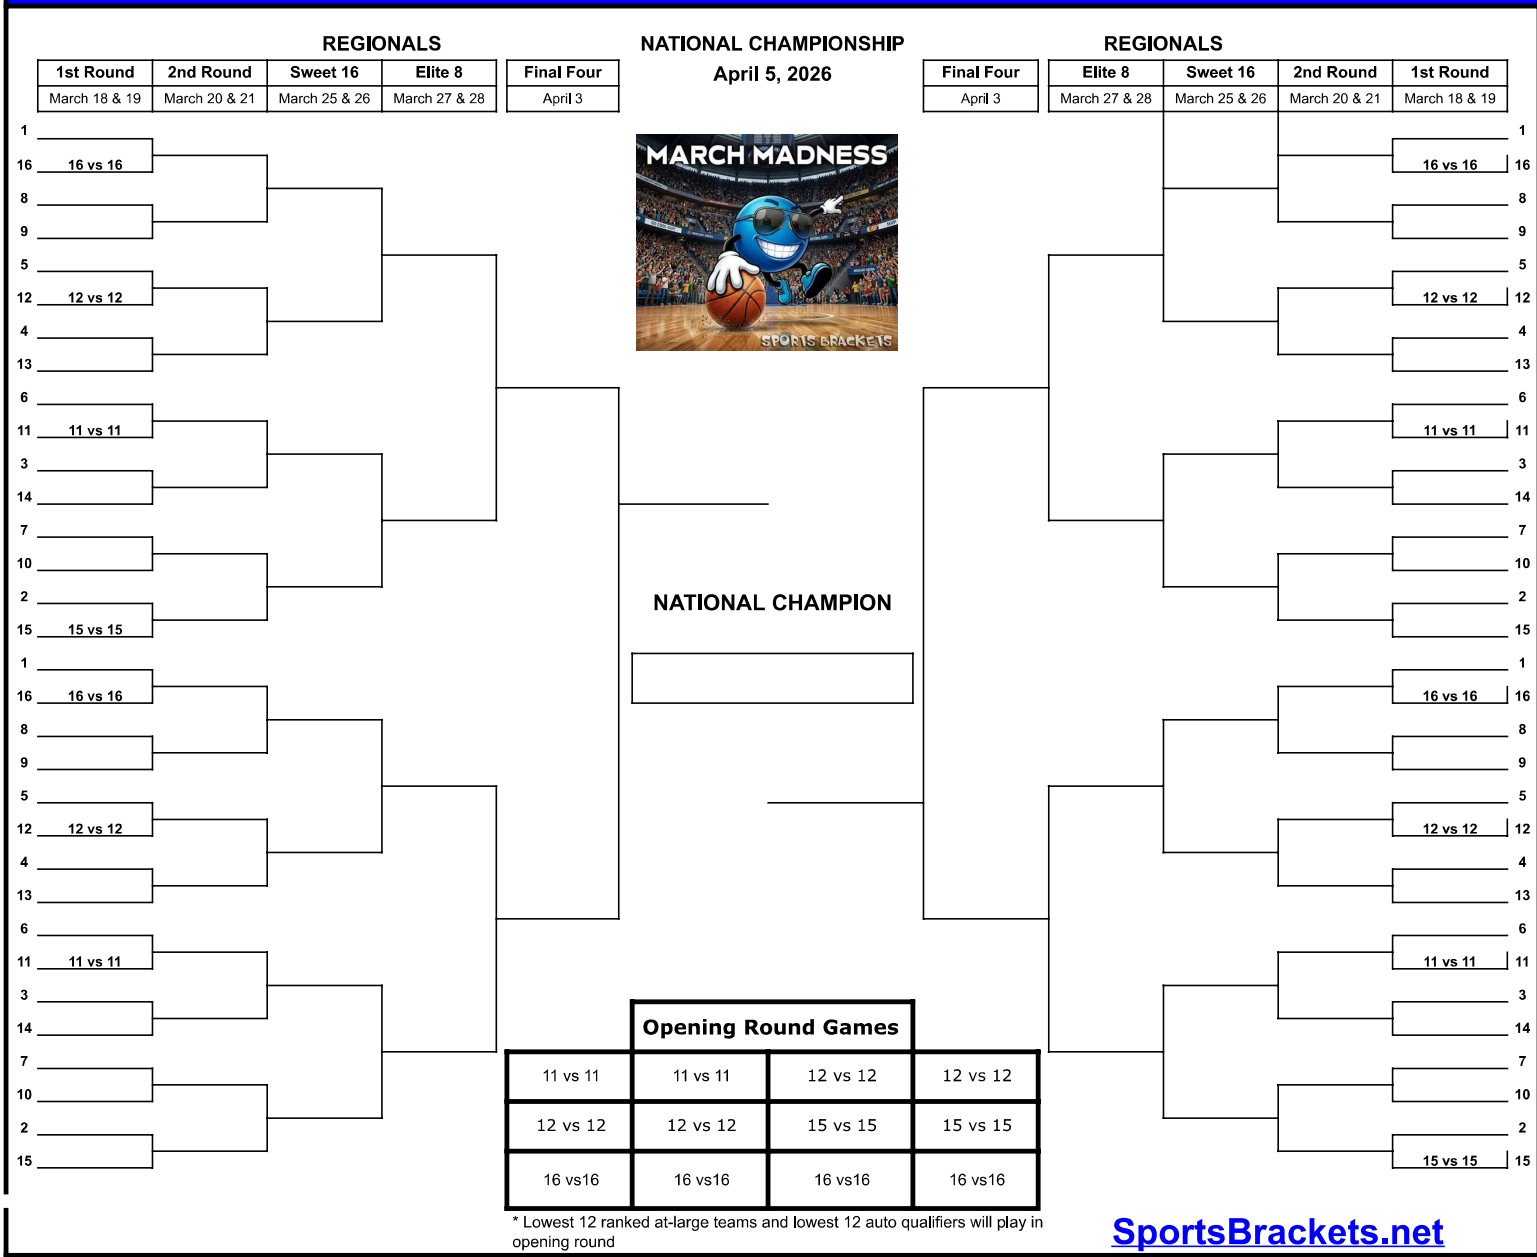 REGIONALS NATIONAL CHAMPIONSHIP REGIONALS
1st Round 2nd Round Sweet 16 Elite 8 Final Four April 5, 2026 Final Four Elite 8 Sweet 16 2nd Round 1st Round
March 18 & 19 March 20 & 21 March 25 & 26 March 27 & 28 April 3 April 3 March 27 & 28 March 25 & 26 March 20 & 21 March 18 & 19
1 1
MARCH MADNESS
16 16 vs 16 16 vs 16 16
8 8
9 9
5 5
12 12 vs 12 12 vs 12 12
4 4
SPORTS BRACKETS
13 13
6 6
11 11 vs 11 11 vs 11 11
3 3
14 14
7 7
10 10
2 NATIONAL CHAMPION 2
15 15 vs 15 15
1 1
16 16 vs 16 16 vs 16 16
8 8
9 9
5 5
12 12 vs 12 12 vs 12 12
4 4
13 13
6 6
11 11 vs 11 11 vs 11 11
3 3
14 Opening Round Games 14
7 7
11 vs 11 11 vs 11 12 vs 12 12 vs 12
10 10
2 12 vs 12 12 vs 12 15 vs 15 15 vs 15 2
15 15 vs 15 15
16 vs16 16 vs16 16 vs16 16 vs16
* Lowest 12 ranked at-large teams and lowest 12 auto qualifiers will play in
opening round
SportsBrackets.net